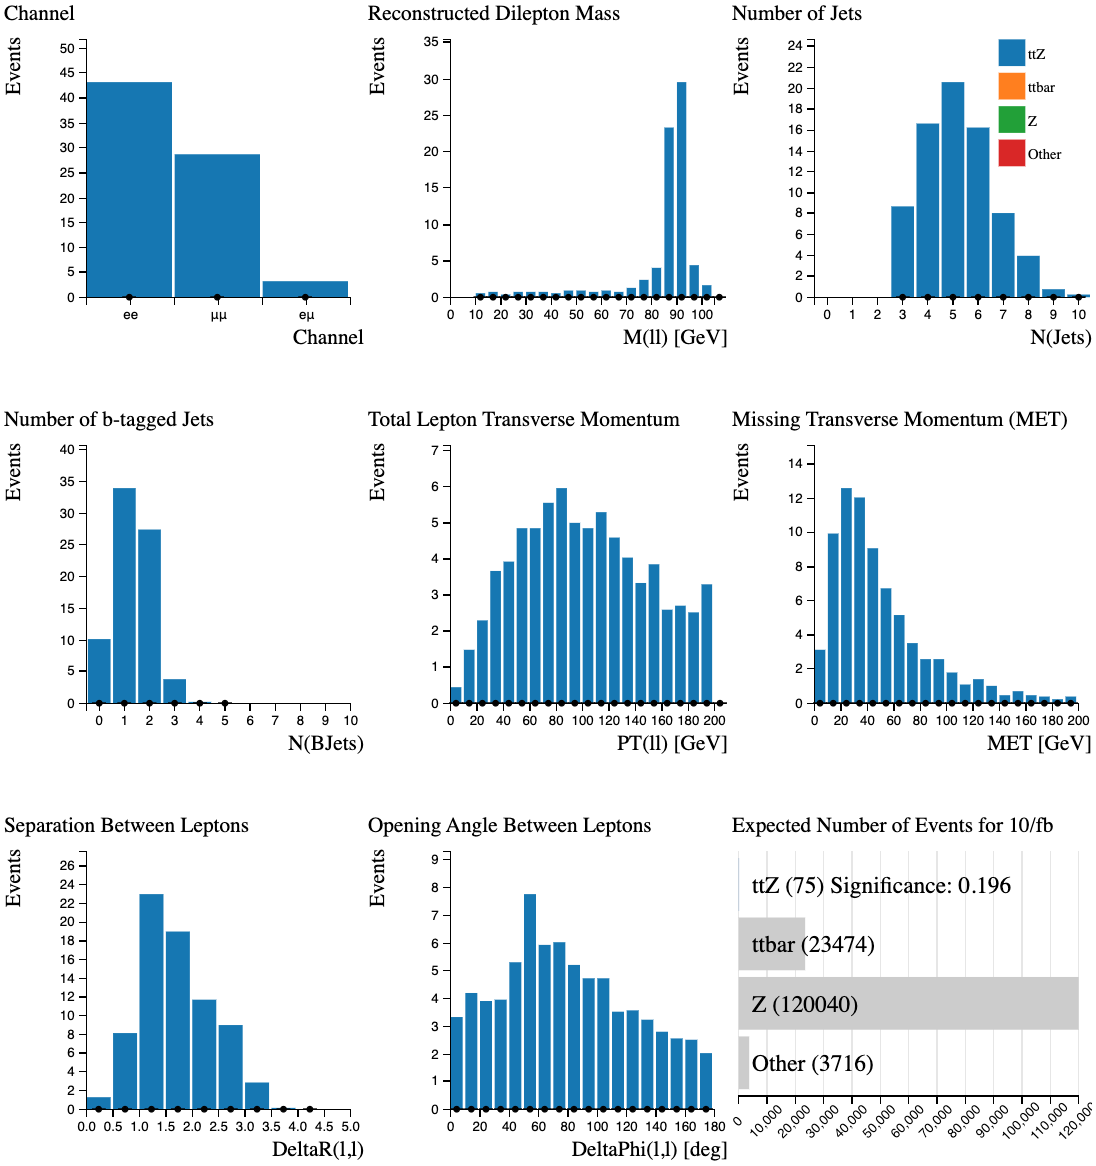 Channel
Events
50
45
40
35
30
25
20
15
10
5
0
ee μμ eμ
Channel
Reconstructed Dilepton Mass
Events
35
30
25
20
15
10
5
0
0 10 20 30 40 50 60 70 80 90 100
M(ll) [GeV]
Number of Jets
Events
24
22
20
18
16
14
12
10
8
6
4
2
0
0 1 2 3 4 5 6 7 8 9 10
N(Jets)
ttZ
ttbar
Z
Other
Number of b-tagged Jets
Events
40
35
30
25
20
15
10
5
0
0 1 2 3 4 5 6 7 8 9 10
N(BJets)
Total Lepton Transverse Momentum
Events
7
6
5
4
3
2
1
0
0 20 40 60 80 100 120 140 160 180 200
PT(ll) [GeV]
Missing Transverse Momentum (MET)
Events
14
12
10
8
6
4
2
0
0 20 40 60 80 100 120 140 160 180 200
MET [GeV]
Separation Between Leptons
Events
26
24
22
20
18
16
14
12
10
8
6
4
2
0
0.0 0.5 1.0 1.5 2.0 2.5 3.0 3.5 4.0 4.5 5.0
DeltaR(l,l)
Opening Angle Between Leptons
Events
9
8
7
6
5
4
3
2
1
0
0 20 40 60 80 100 120 140 160 180
DeltaPhi(l,l) [deg]
Expected Number of Events for 10/fb
ttZ (75) Significance: 0.196
ttbar (23474)
Z (120040)
Other (3716)
0 10,000 20,000 30,000 40,000 50,000 60,000 70,000 80,000 90,000 100,000 110,000 120,000